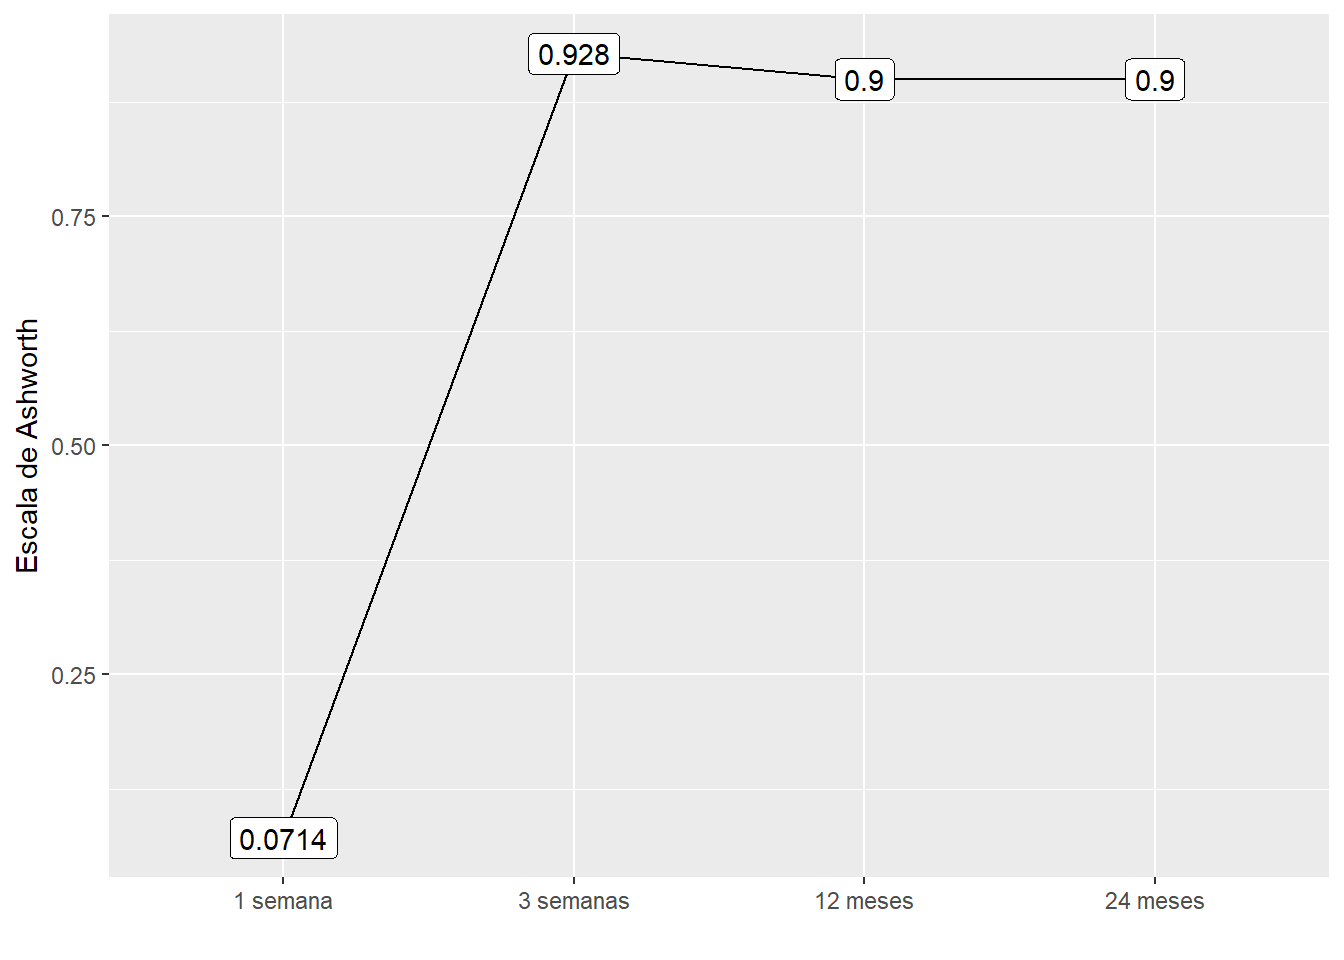 0.928
0.9
0.9
0.75
Escala de Ashworth
0.50
0.25
0.0714
1 semana
3 semanas
12 meses
24 meses